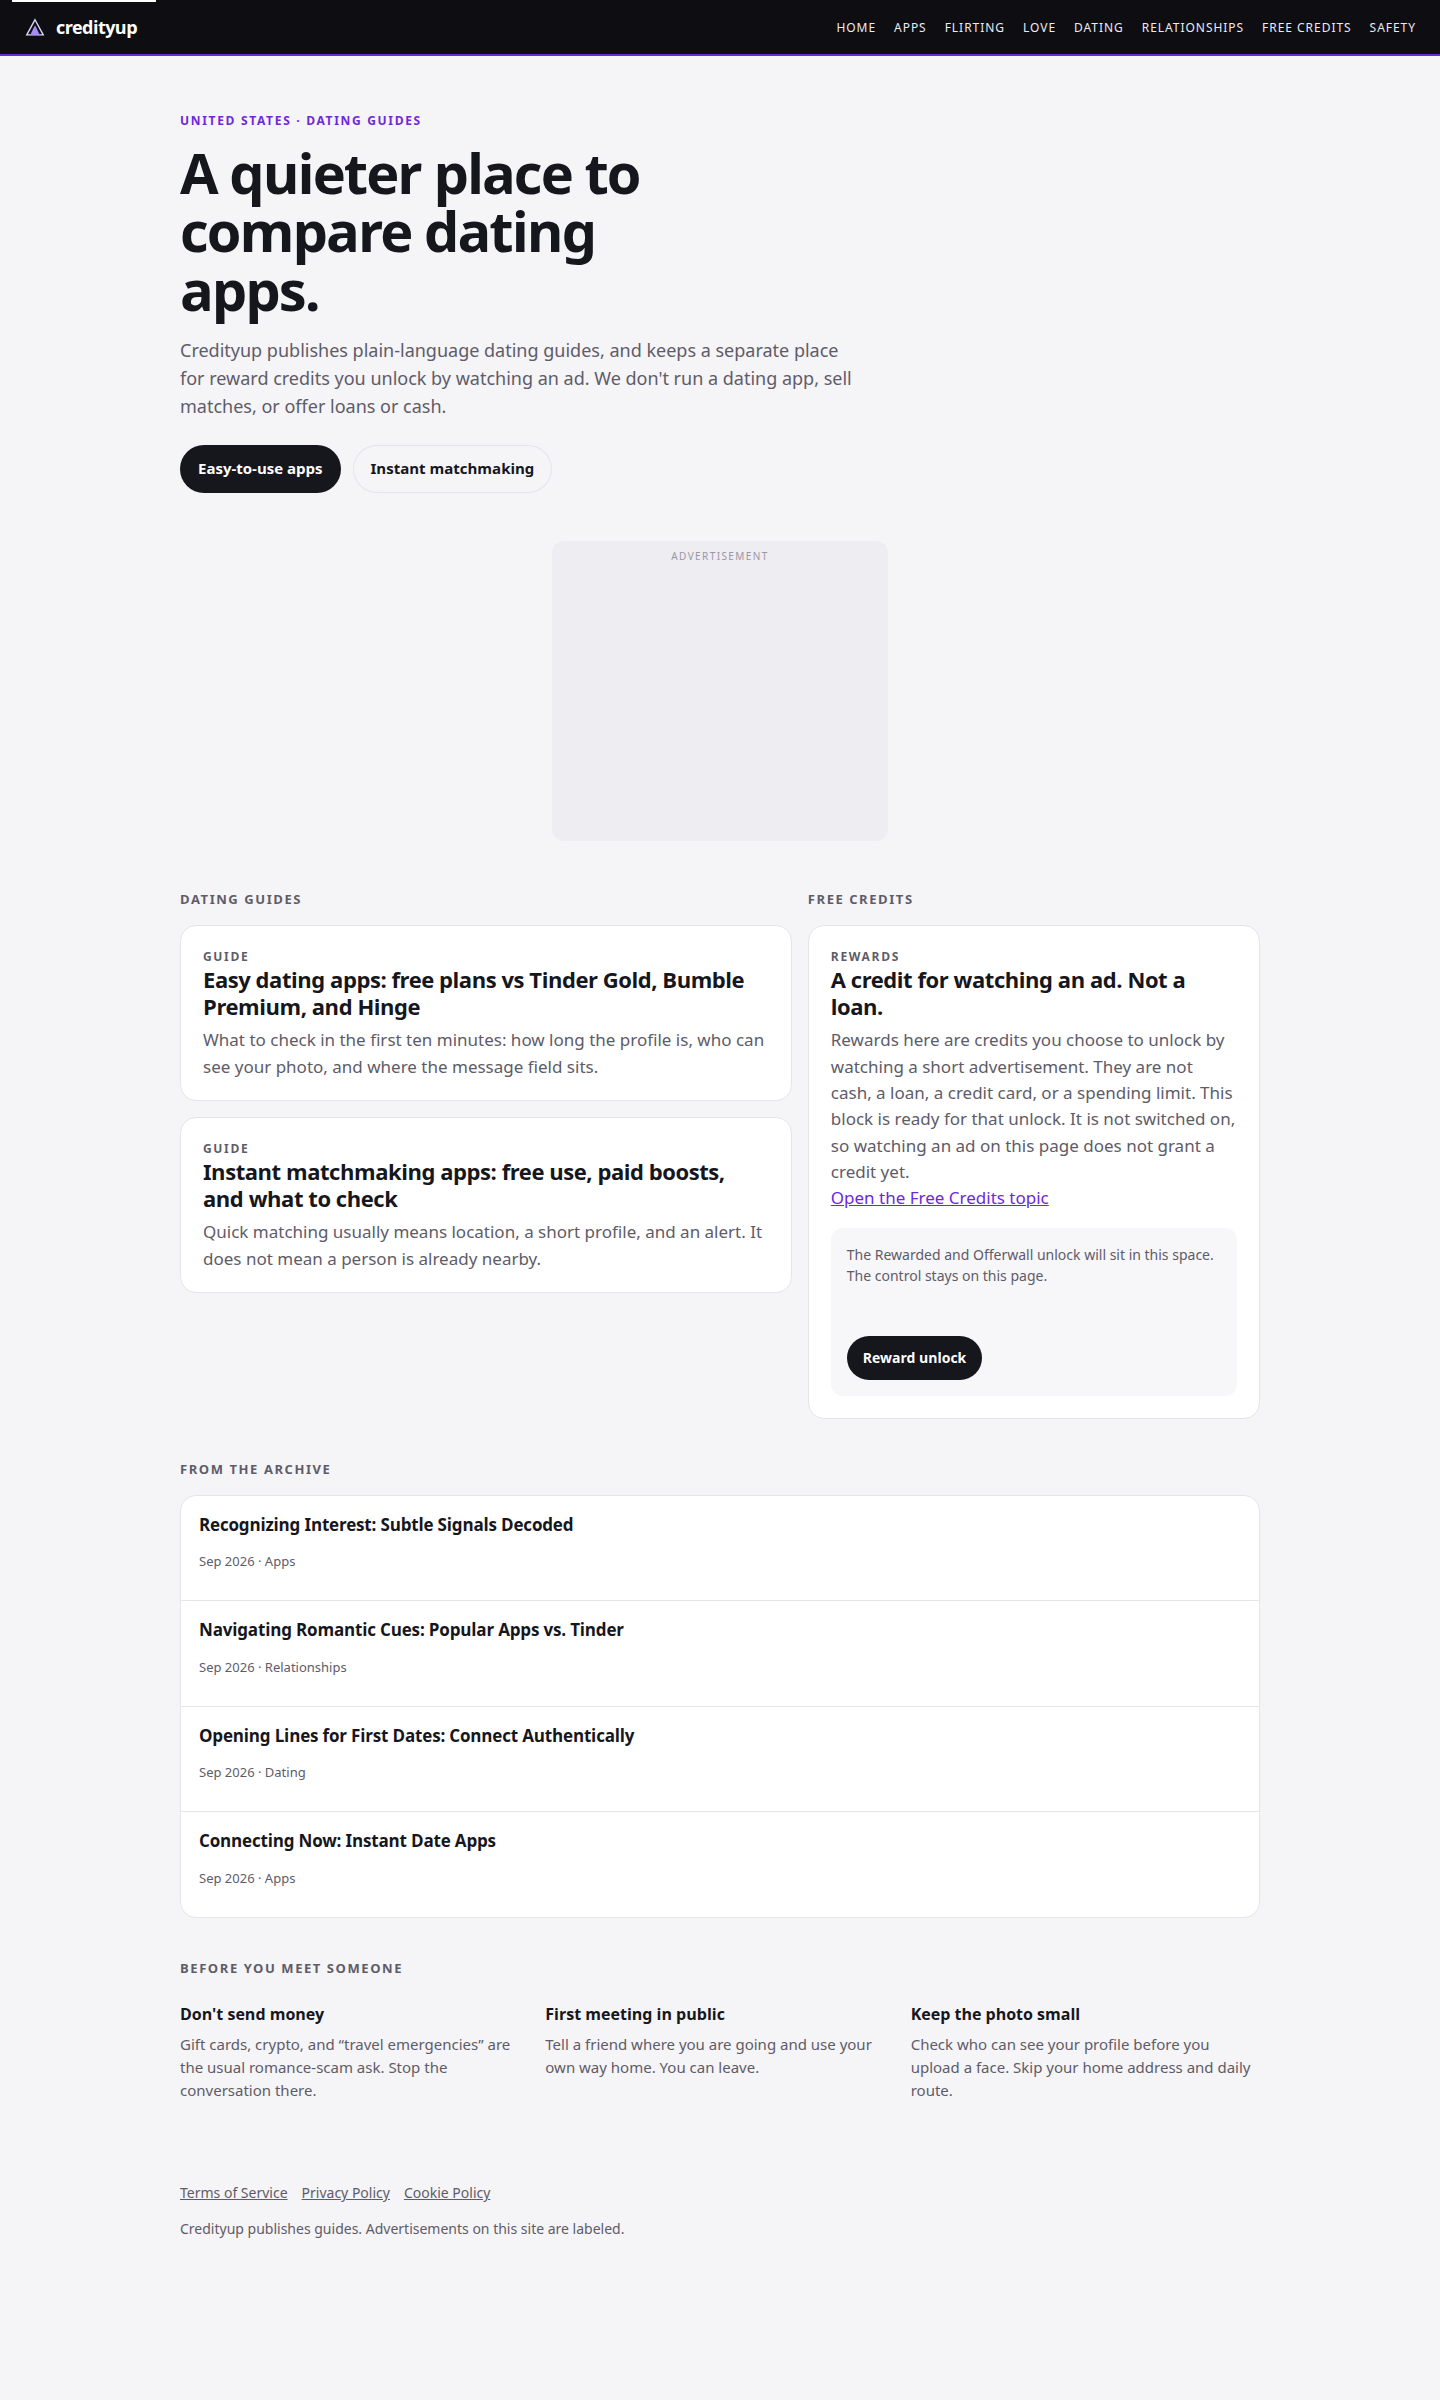 credityup
HOME APPS FLIRTING LOVE DATING RELATIONSHIPS FREE CREDITS SAFETY
UNITED STATES · DATING GUIDES
A quieter place to
compare dating
apps.
Credityup publishes plain-language dating guides, and keeps a separate place
for reward credits you unlock by watching an ad. We don't run a dating app, sell
matches, or offer loans or cash.
Easy-to-use apps Instant matchmaking
ADVERTISEMENT
DATING GUIDES
GUIDE
Easy dating apps: free plans vs Tinder Gold, Bumble
Premium, and Hinge
What to check in the first ten minutes: how long the profile is, who can
see your photo, and where the message field sits.
GUIDE
Instant matchmaking apps: free use, paid boosts,
and what to check
Quick matching usually means location, a short profile, and an alert. It
does not mean a person is already nearby.
FREE CREDITS
REWARDS
A credit for watching an ad. Not a
loan.
Rewards here are credits you choose to unlock by
watching a short advertisement. They are not
cash, a loan, a credit card, or a spending limit. This
block is ready for that unlock. It is not switched on,
so watching an ad on this page does not grant a
credit yet.
Open the Free Credits topic
The Rewarded and Offerwall unlock will sit in this space.
The control stays on this page.
Reward unlock
FROM THE ARCHIVE
Recognizing Interest: Subtle Signals Decoded
Sep 2026 · Apps
Navigating Romantic Cues: Popular Apps vs. Tinder
Sep 2026 · Relationships
Opening Lines for First Dates: Connect Authentically
Sep 2026 · Dating
Connecting Now: Instant Date Apps
Sep 2026 · Apps
BEFORE YOU MEET SOMEONE
Don't send money
Gift cards, crypto, and “travel emergencies” are
the usual romance-scam ask. Stop the
conversation there.
First meeting in public
Tell a friend where you are going and use your
own way home. You can leave.
Keep the photo small
Check who can see your profile before you
upload a face. Skip your home address and daily
route.
Terms of Service Privacy Policy Cookie Policy
Credityup publishes guides. Advertisements on this site are labeled.